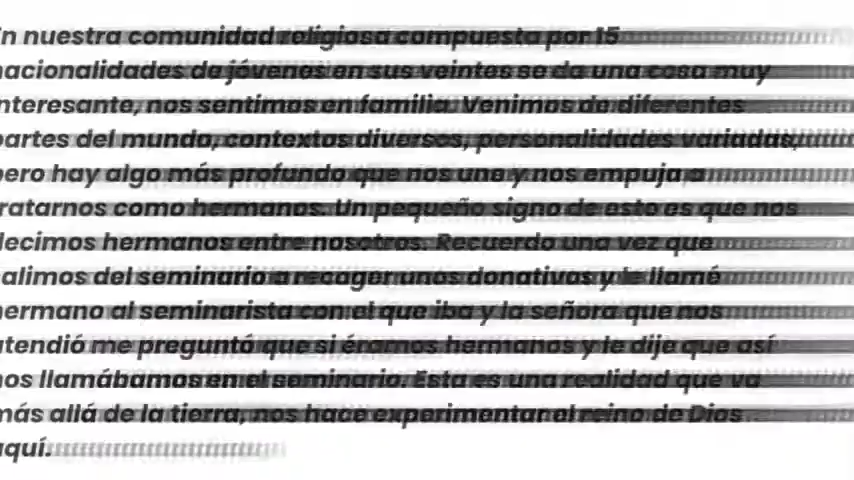 n nuestra comunidad religiosa compuesta por 15
nacionalidades de jóvenes en sus veintes se da una cosa muy
interesante, nos sentimos en familia. Venimos de diferentes
partes del mundo, contextos diversos, personalidades variadas,
pero hay algo más profundo que nos une y nos empuja a
tratarnos como hermanos. Un pequeño signo de esto es que nos
decimos hermanos entre nosotros. Recuerdo una vez que
salimos del seminario a recoger unos donativos y le llamé
hermano al seminarista con el que iba y la señora que nos
atendió me preguntó que si éramos hermanos y le dije que así
nos llamábamos en el seminario. Esta es una realidad que va
más allá de la tierra, nos hace experimentar el reino de Dios
aquí.